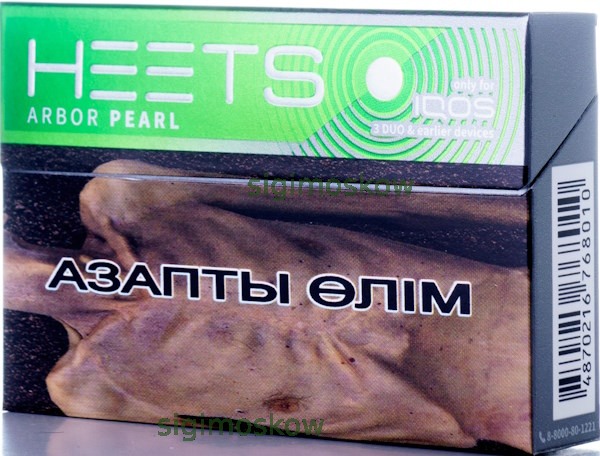 HEETS
only for
IQOS
ARBOR PEARL
3 DUO & earlier devices
sigimoskow
АЗАПТЫ ӨЛІМ
4870216768010
sigimoskow
8-8000-80-1221